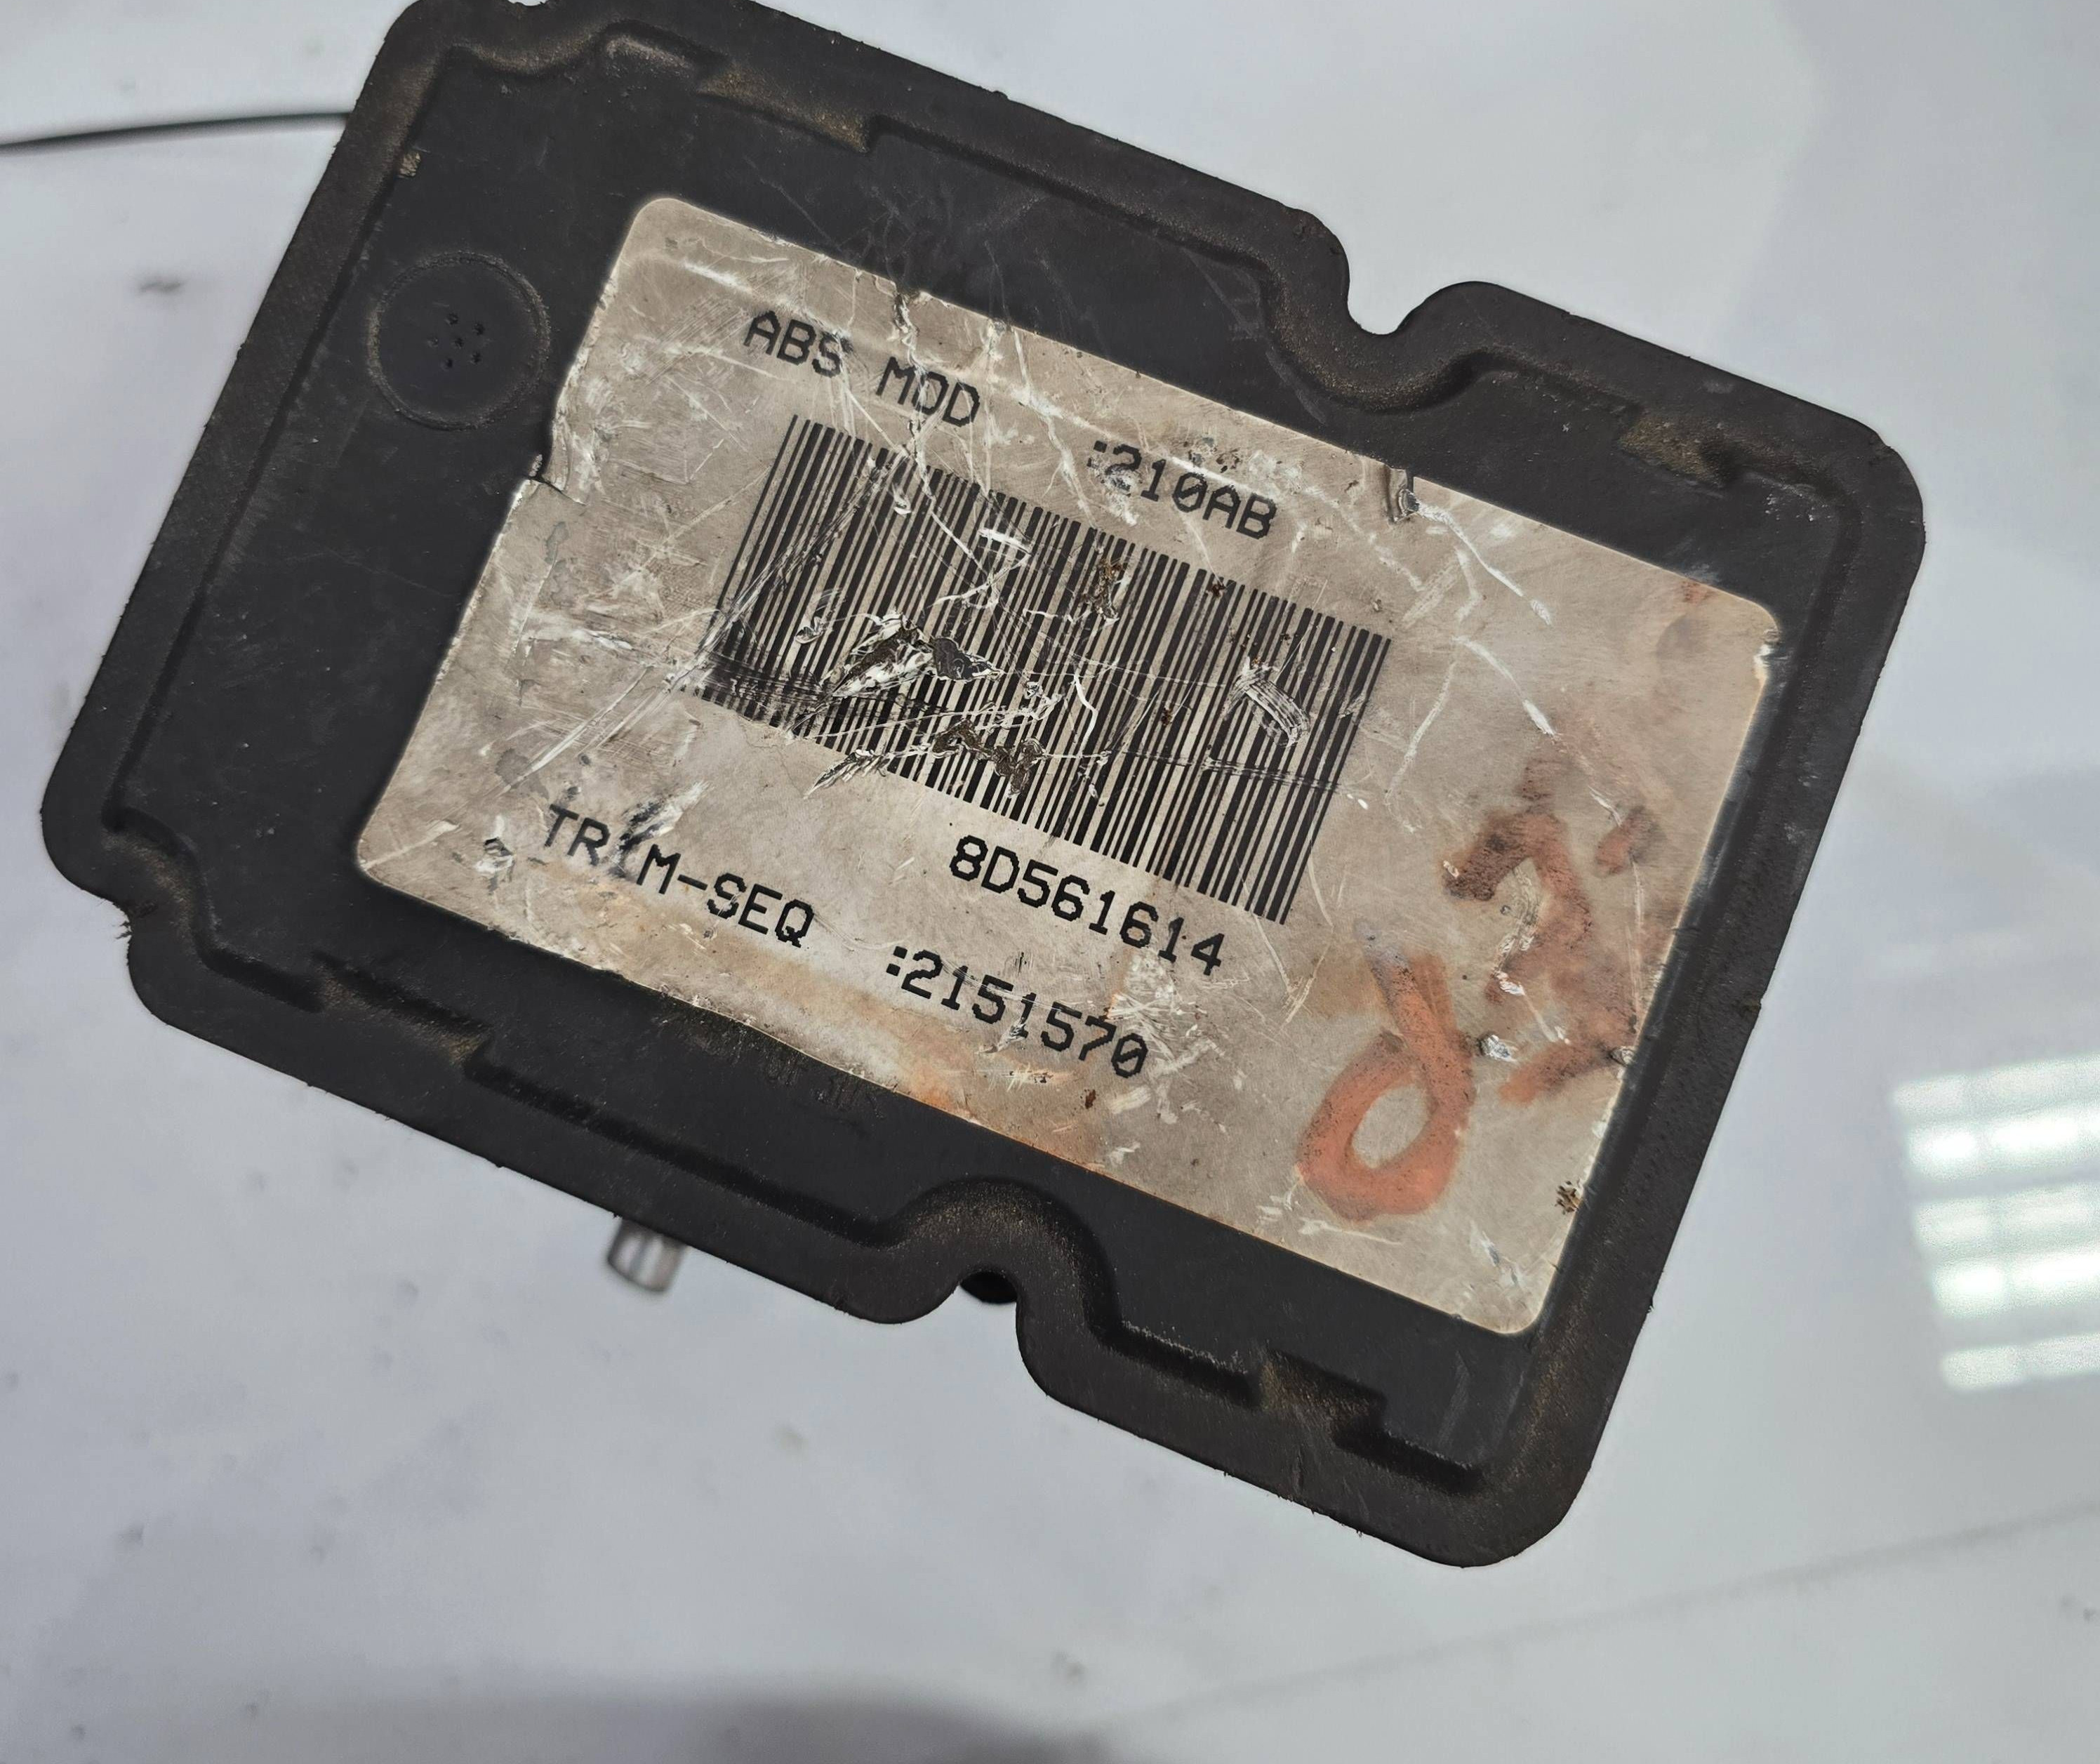 ABS MOD :210AB
8D561614
TRIM-SEQ :2151570